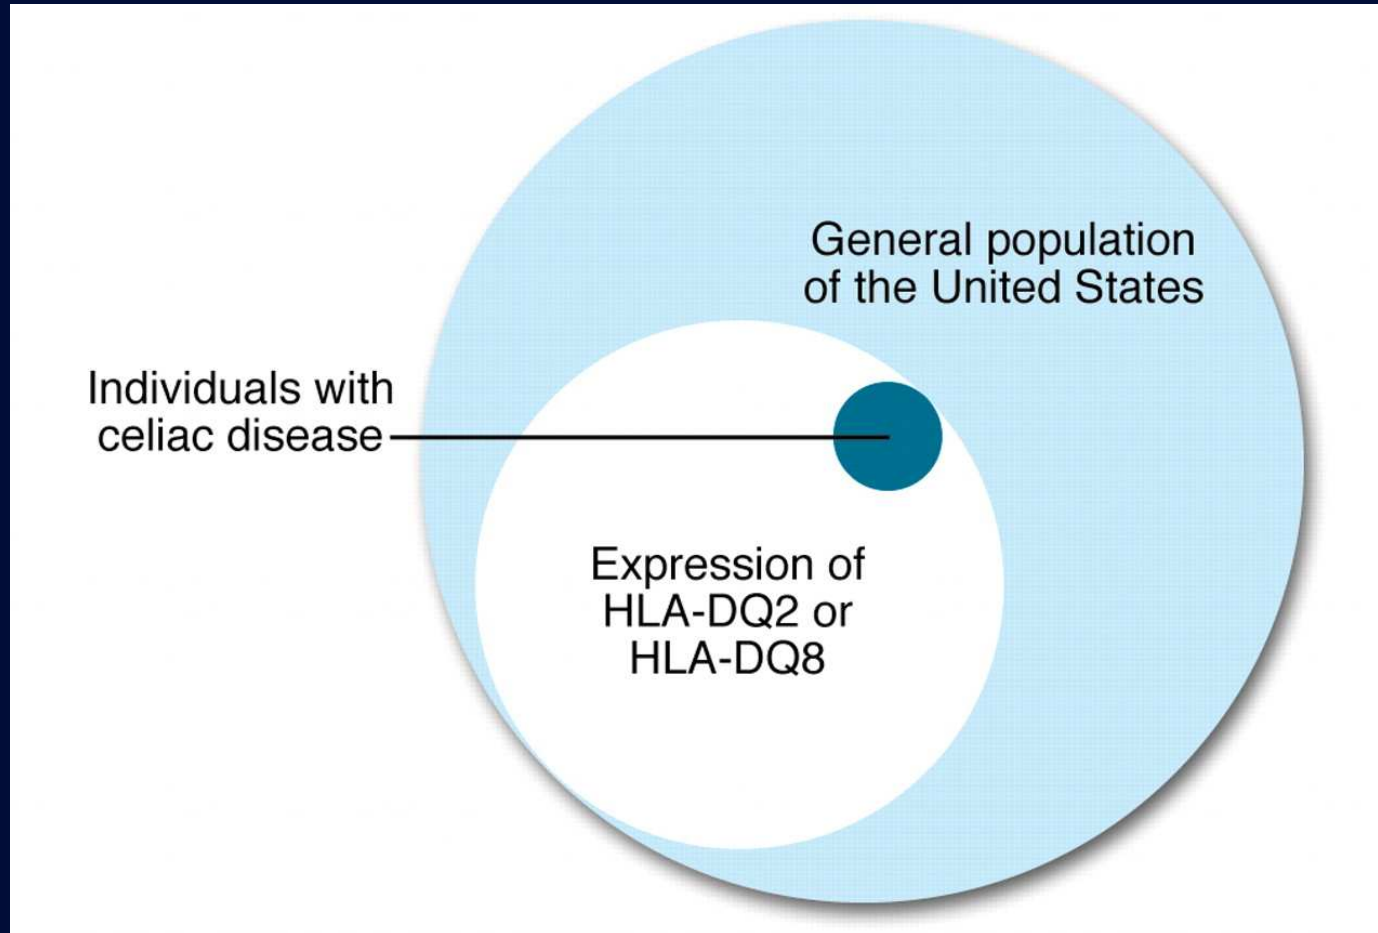 General population
of the United States
Individuals with
celiac disease
Expression of
HLA-DQ2 or
HLA-DQ8